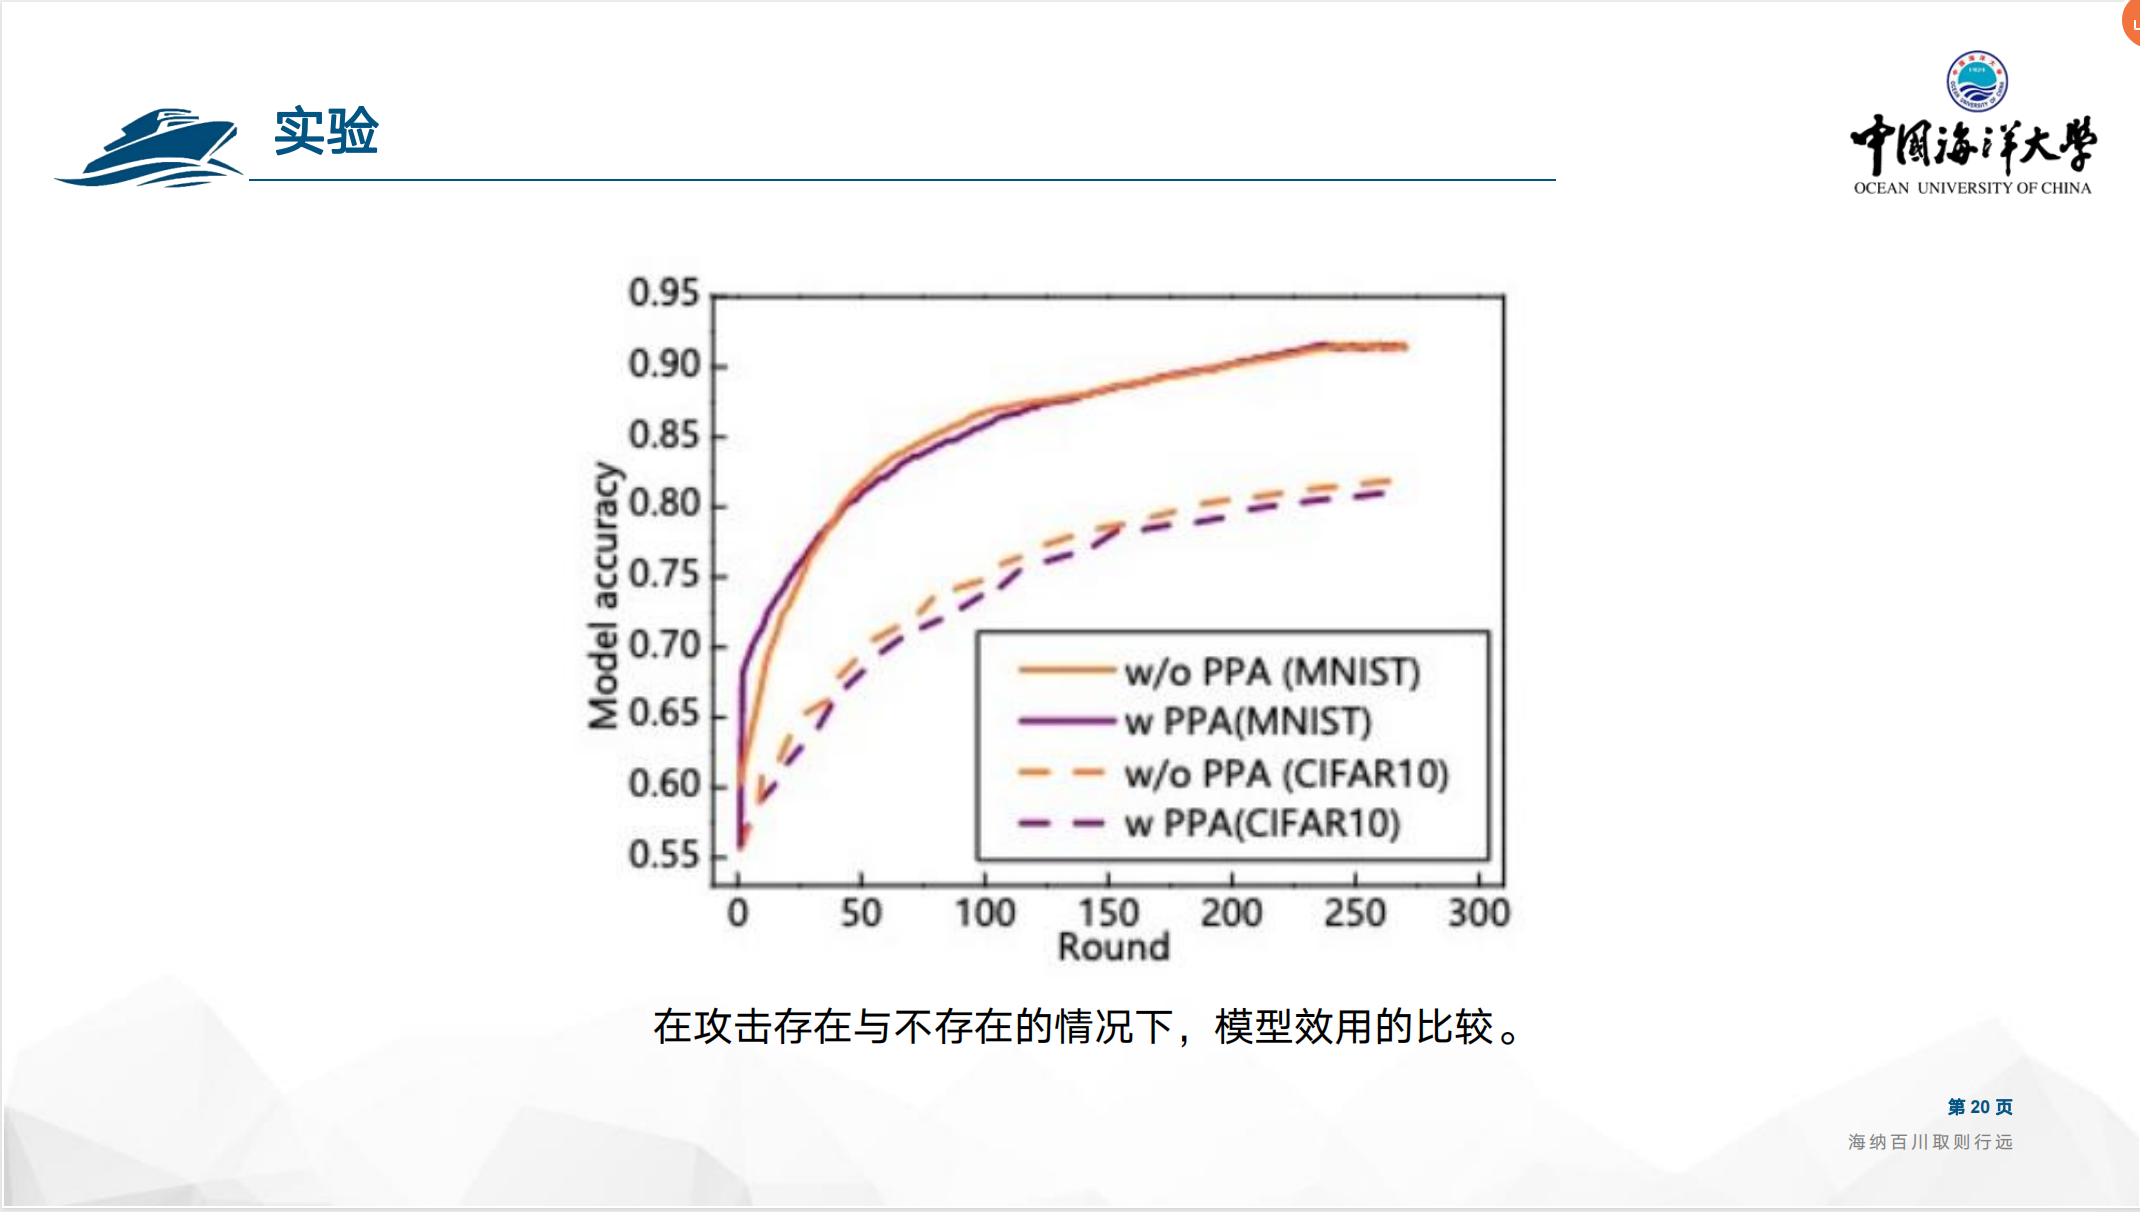 实验
中国海洋大学
OCEAN UNIVERSITY OF CHINA
0.95
0.90
0.85
0.80
0.75
0.70
0.65
0.60
0.55
Model accuracy
w/o PPA (MNIST)
w PPA(MNIST)
w/o PPA (CIFAR10)
w PPA(CIFAR10)
0 50 100 150 200 250 300
Round
在攻击存在与不存在的情况下，模型效用的比较。
第 20 页
海纳百川取则行远